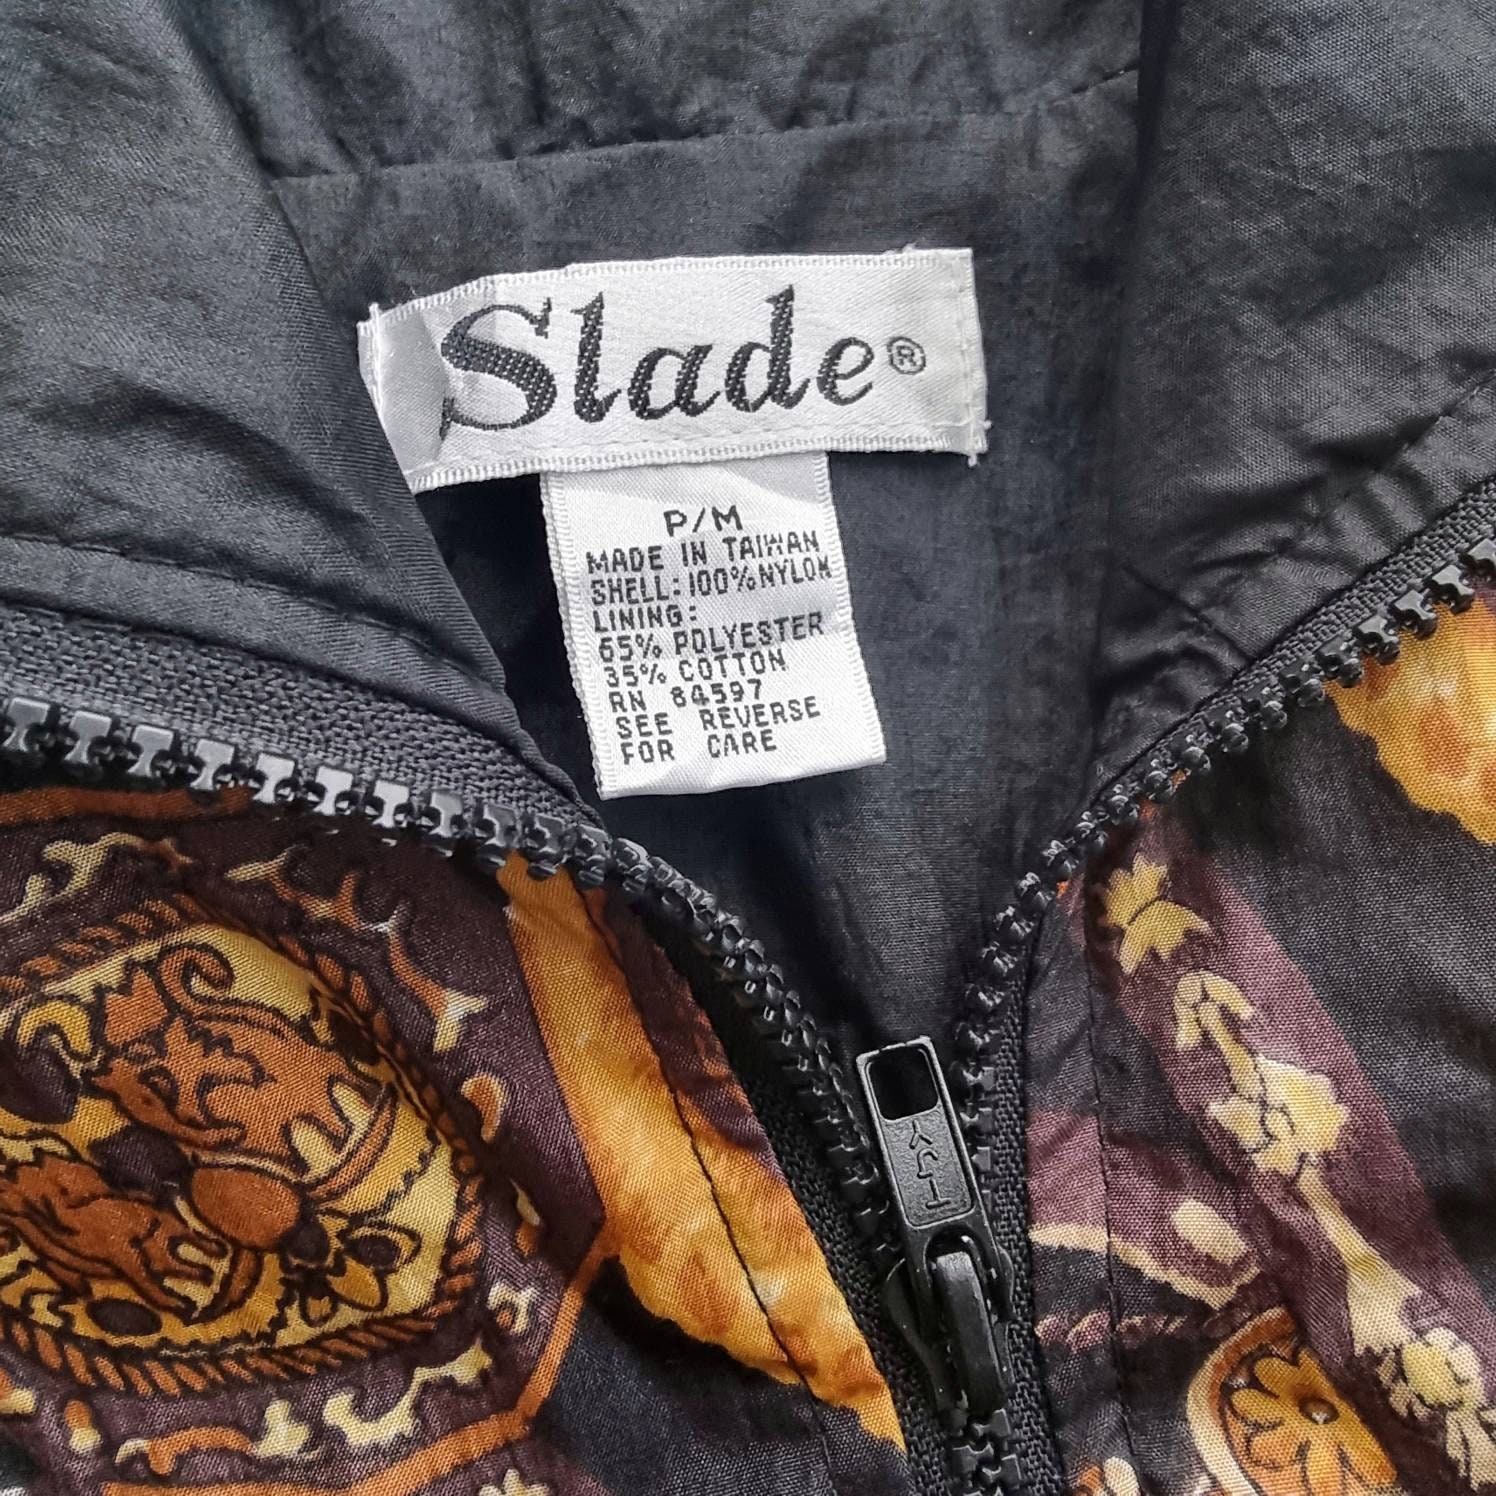 Slade®
P/M
MADE IN TAIWAN
SHELL: 100% NYLON
LINING:
65% POLYESTER
35% COTTON
RN 84597
SEE REVERSE
FOR CARE